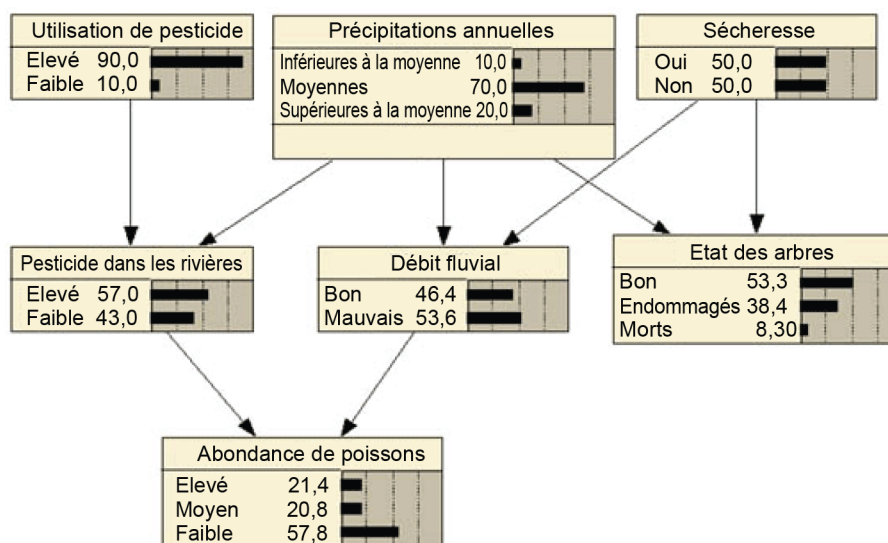 Utilisation de pesticide
Elevé 90,0
Faible 10,0
Précipitations annuelles
Inférieures à la moyenne 10,0
Moyennes 70,0
Supérieures à la moyenne 20,0
Sécheresse
Oui 50,0
Non 50,0
Pesticide dans les rivières
Elevé 57,0
Faible 43,0
Débit fluvial
Bon 46,4
Mauvais 53,6
Etat des arbres
Bon 53,3
Endommagés 38,4
Morts 8,30
Abondance de poissons
Elevé 21,4
Moyen 20,8
Faible 57,8